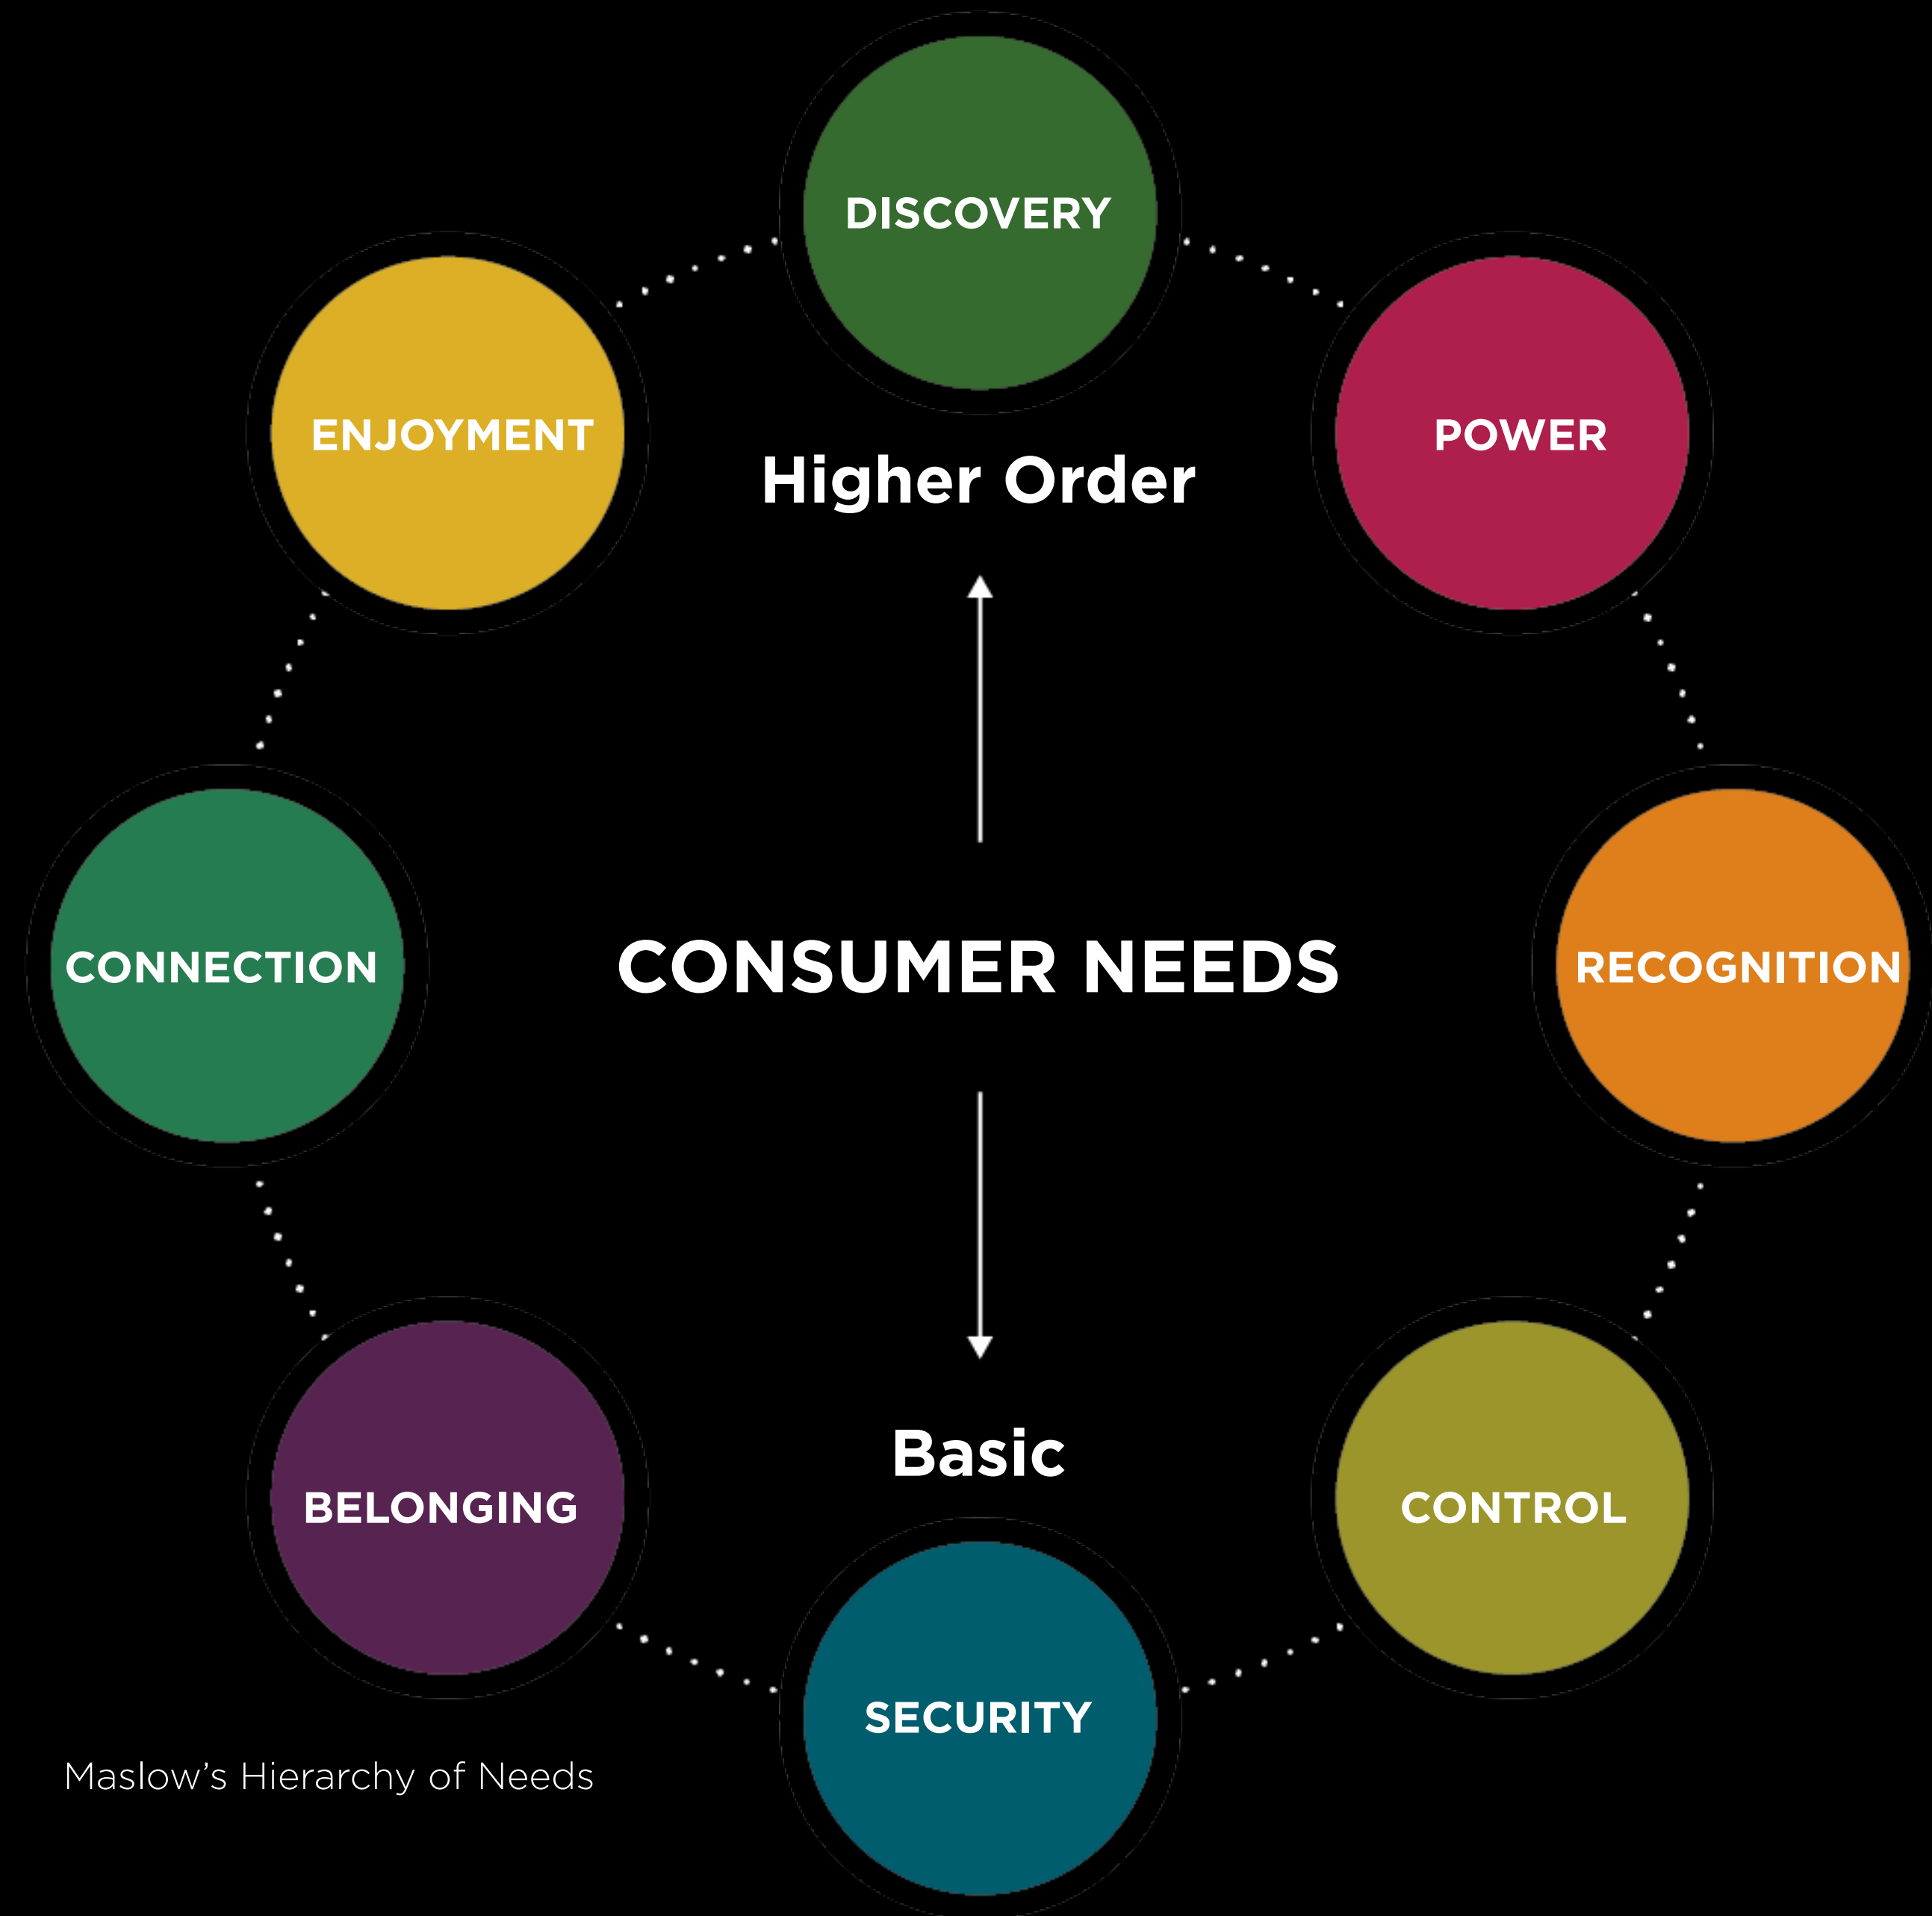 DISCOVERY
ENJOYMENT
POWER
Higher Order
CONNECTION
CONSUMER NEEDS
RECOGNITION
Basic
BELONGING
CONTROL
SECURITY
Maslow's Hierarchy of Needs